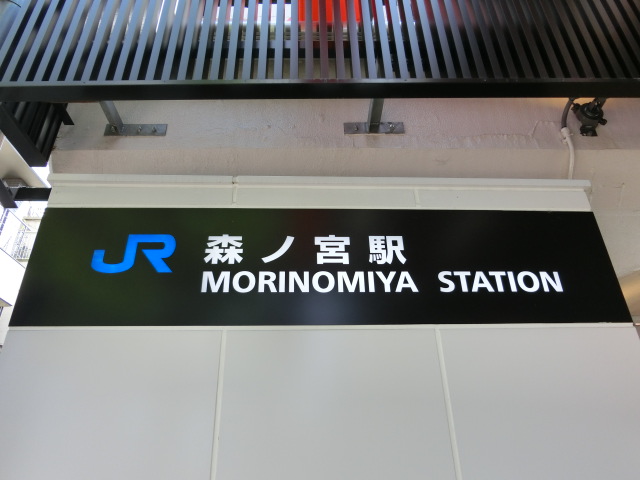 JR 森ノ宮駅
MORINOMIYA STATION